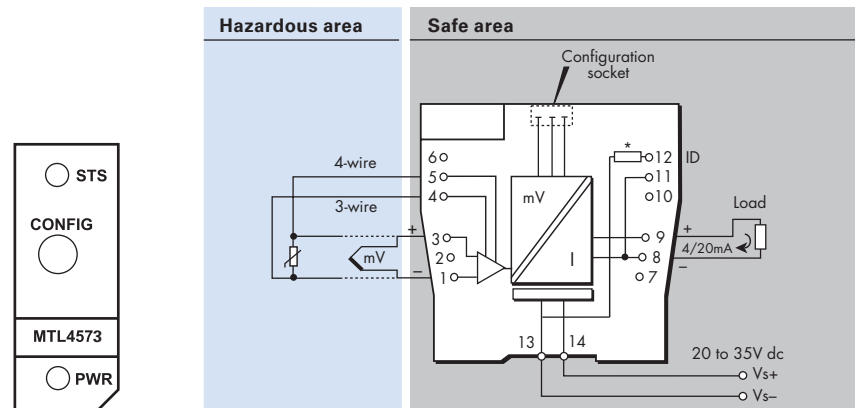 STS
CONFIG
MTL4573
PWR
Hazardous area
Safe area
Configuration
socket
4-wire
3-wire
+
mV
–
6
5
4
3
2
1
mV
I
*
12
ID
11
10
9
8
7
+
4/20mA
–
Load
13
14
20 to 35V dc
Vs+
Vs–